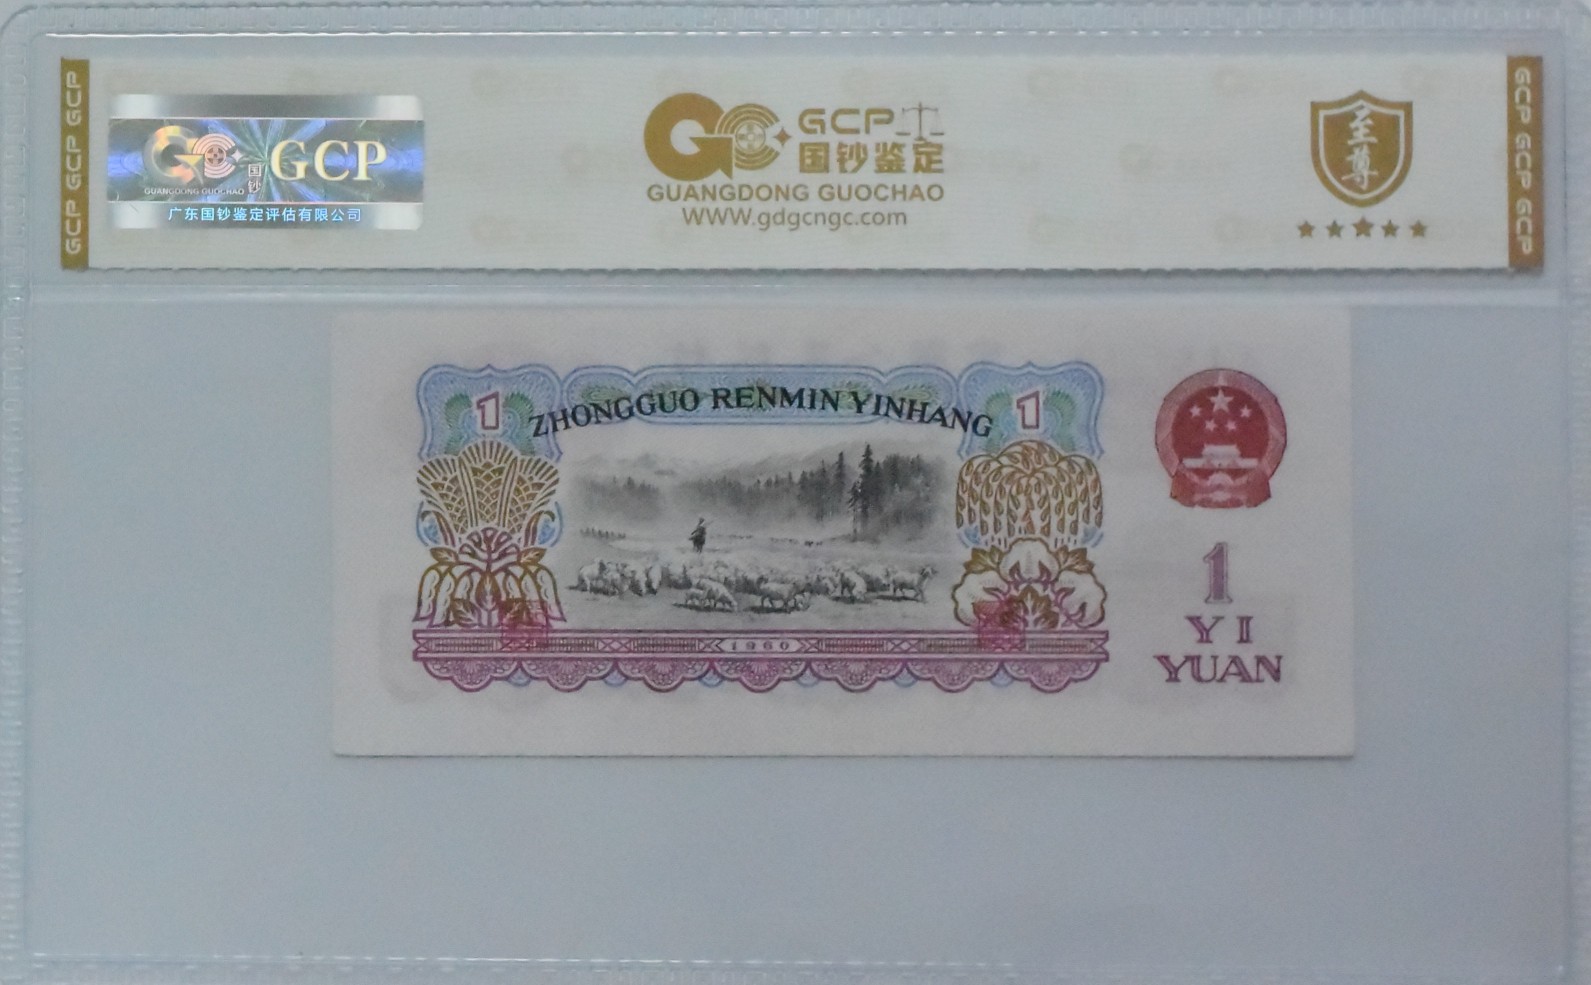 GCP GCP GCP
GCP
国
钞
GUANGDONG GUOCHAO
广东国钞鉴定评估有限公司
GCP
国钞鉴定
GUANGDONG GUOCHAO
WWW.gdgcngc.com
至
尊
GCP GCP GCP
1
ZHONGGUO RENMIN YINHANG
1
1960
1
YI
YUAN